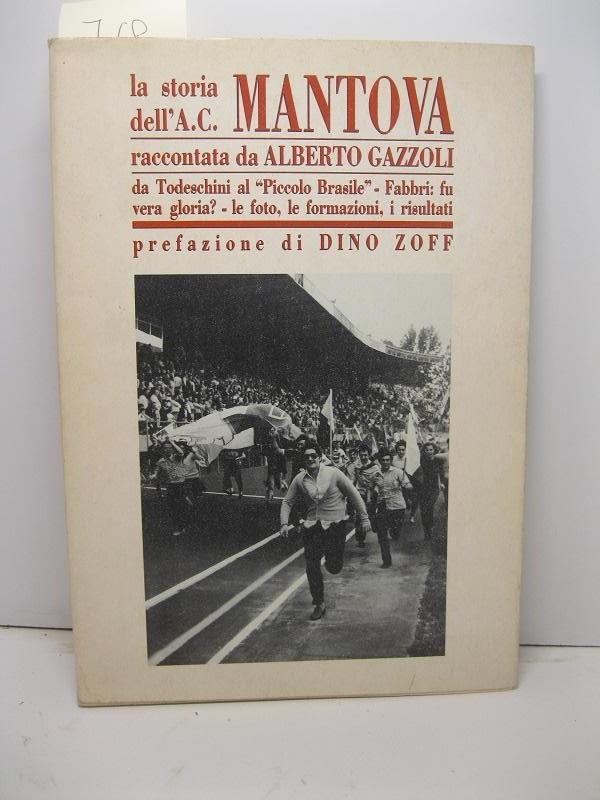 la storia
dell'A.C. MANTOVA
raccontata da ALBERTO GAZZOLI
da Todeschini al "Piccolo Brasile" - Fabbri: fu
vera gloria? - le foto, le formazioni, i risultati
prefazione di DINO ZOFF